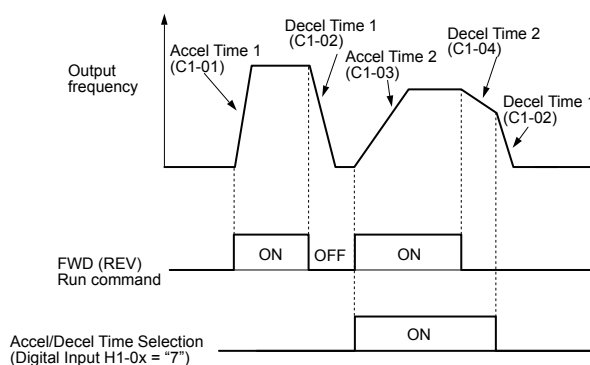 Output
frequency
Accel Time 1
(C1-01)
Decel Time 1
(C1-02)
Accel Time 2
(C1-03)
Decel Time 2
(C1-04)
Decel Time 1
(C1-02)
FWD (REV)
Run command
ON
OFF
ON
Accel/Decel Time Selection
(Digital Input H1-0x = “7”)
ON